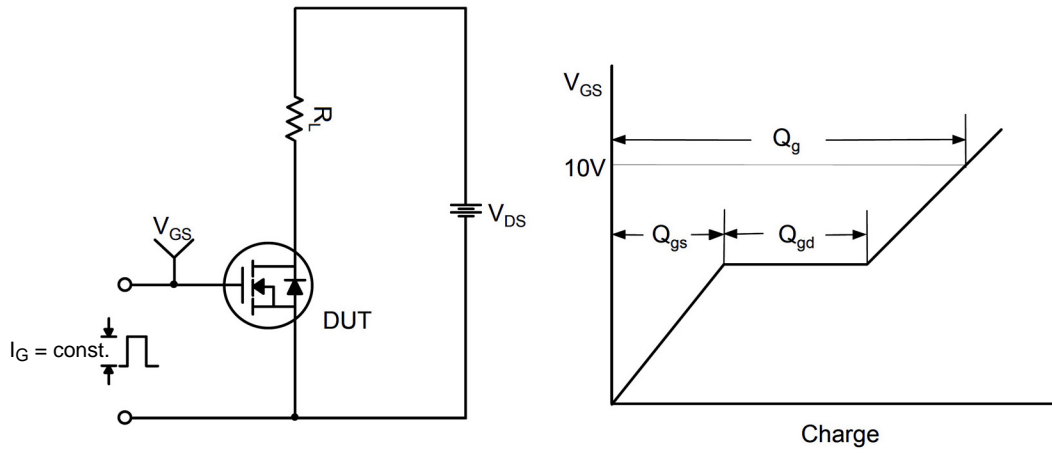 R_L
V_DS
V_GS
DUT
I_G = const.
V_GS
Q_g
10V
Q_gs
Q_gd
Charge